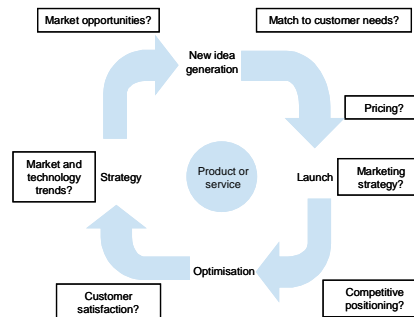 Market opportunities?
Match to customer needs?
New idea
generation
Pricing?
Market and
technology
trends?
Strategy
Product or
service
Launch
Marketing
strategy?
Optimisation
Customer
satisfaction?
Competitive
positioning?